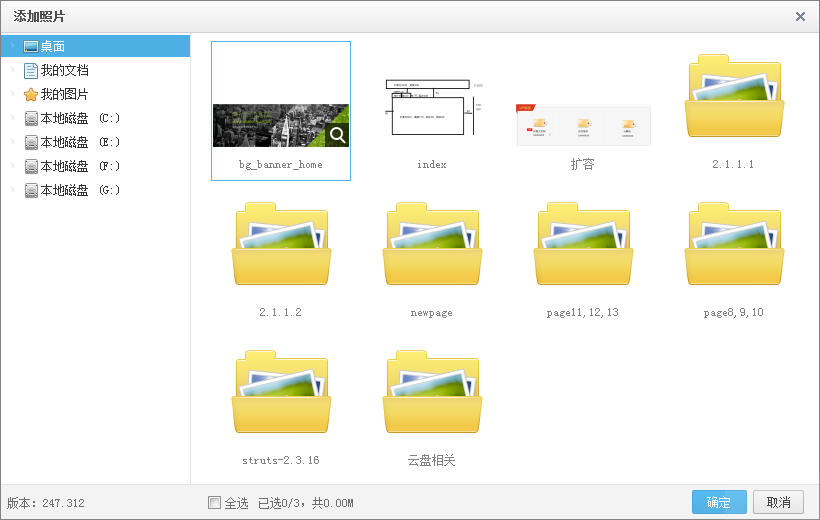 添加照片
桌面
我的文档
我的图片
本地磁盘 (C:)
本地磁盘 (E:)
本地磁盘 (F:)
本地磁盘 (G:)
bg_banner_home
index
扩容
2.1.1.1
2.1.1.2
newpage
page11,12,13
page8,9,10
struts-2.3.16
云盘相关
版本: 247.312
全选
已选0/3，共0.00M
确定
取消